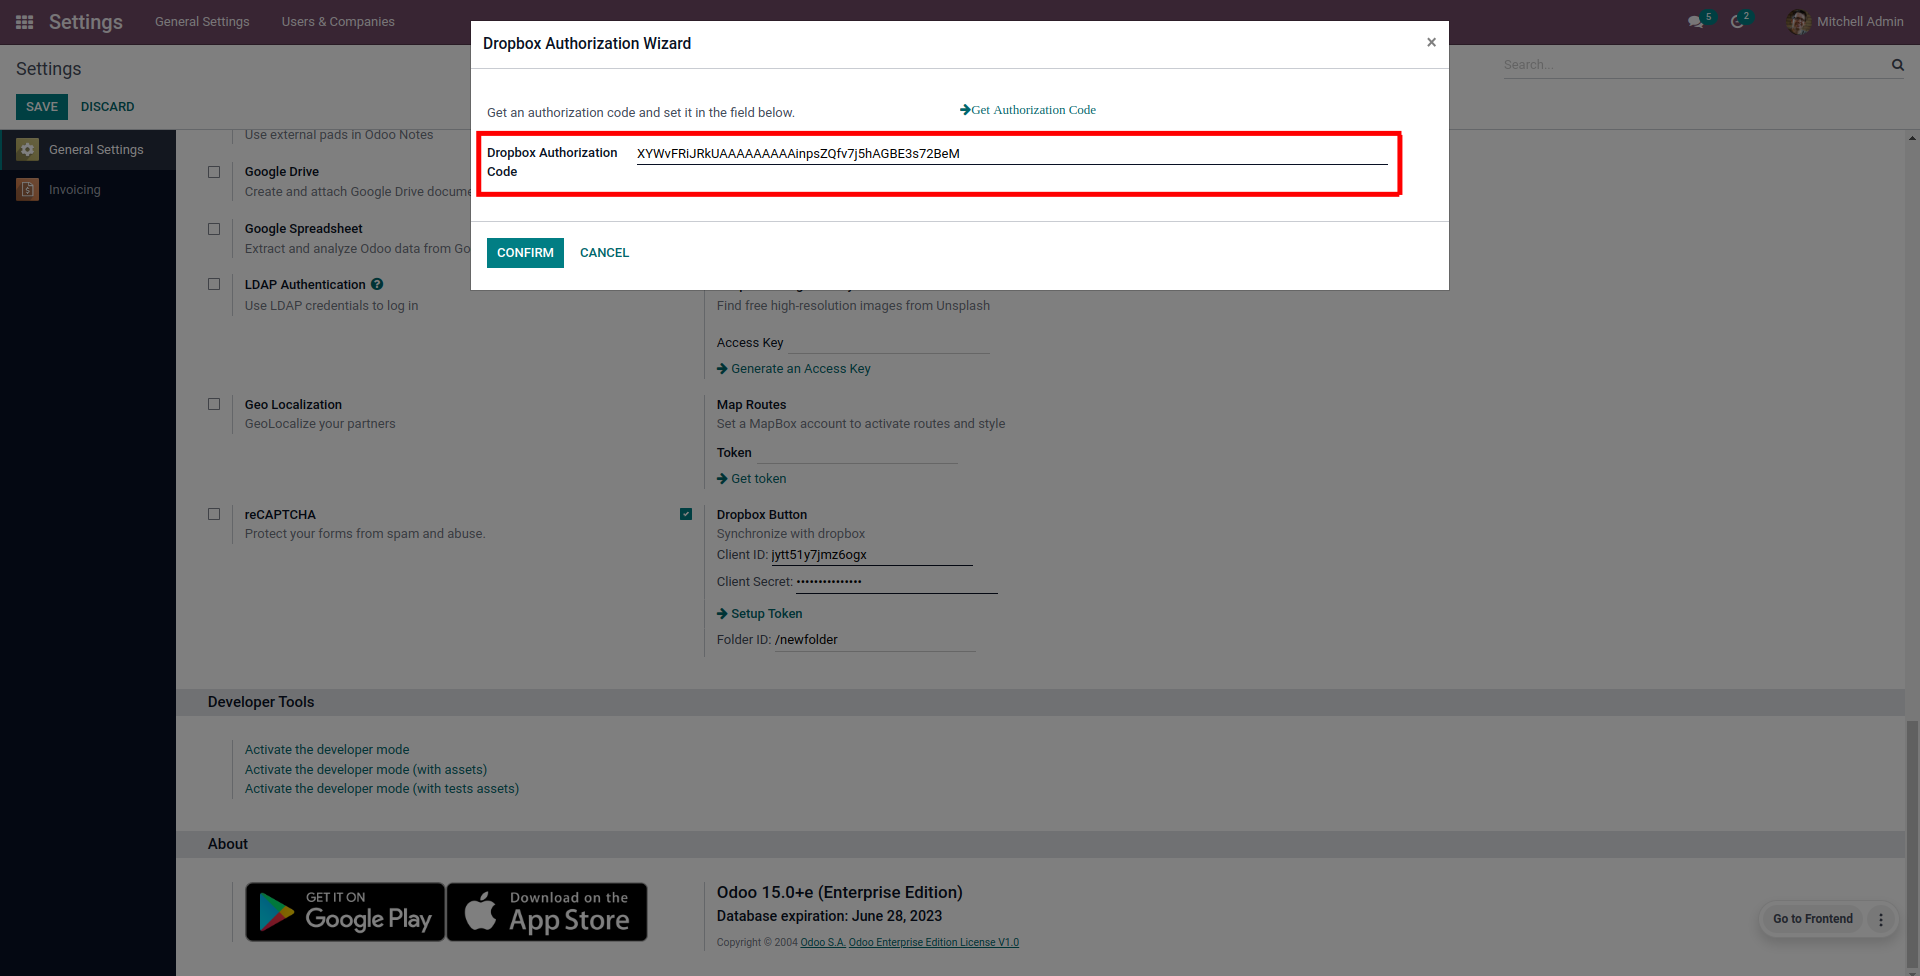 Settings
General Settings
Users & Companies
5
2
Mitchell Admin
Dropbox Authorization Wizard
×
Settings
Search...
SAVE
DISCARD
Get an authorization code and set it in the field below.
Get Authorization Code
Dropbox Authorization
Code
XYWvFRiJRkUAAAAAAAAAinpsZQfv7j5hAGBE3s72BeM
CONFIRM
CANCEL
General Settings
Invoicing
Use external pads in Odoo Notes
Google Drive
Create and attach Google Drive docume
Google Spreadsheet
Extract and analyze Odoo data from Go
LDAP Authentication ?
Use LDAP credentials to log in
Find free high-resolution images from Unsplash
Access Key
Generate an Access Key
Geo Localization
GeoLocalize your partners
Map Routes
Set a MapBox account to activate routes and style
Token
Get token
reCAPTCHA
Protect your forms from spam and abuse.
Dropbox Button
Synchronize with dropbox
Client ID: jytt51y7jmz6ogx
Client Secret: •••••••••••••••
Setup Token
Folder ID: /newfolder
Developer Tools
Activate the developer mode
Activate the developer mode (with assets)
Activate the developer mode (with tests assets)
About
GET IT ON
Google Play
Download on the
App Store
Odoo 15.0+e (Enterprise Edition)
Database expiration: June 28, 2023
Copyright © 2004 Odoo S.A. Odoo Enterprise Edition License V1.0
Go to Frontend